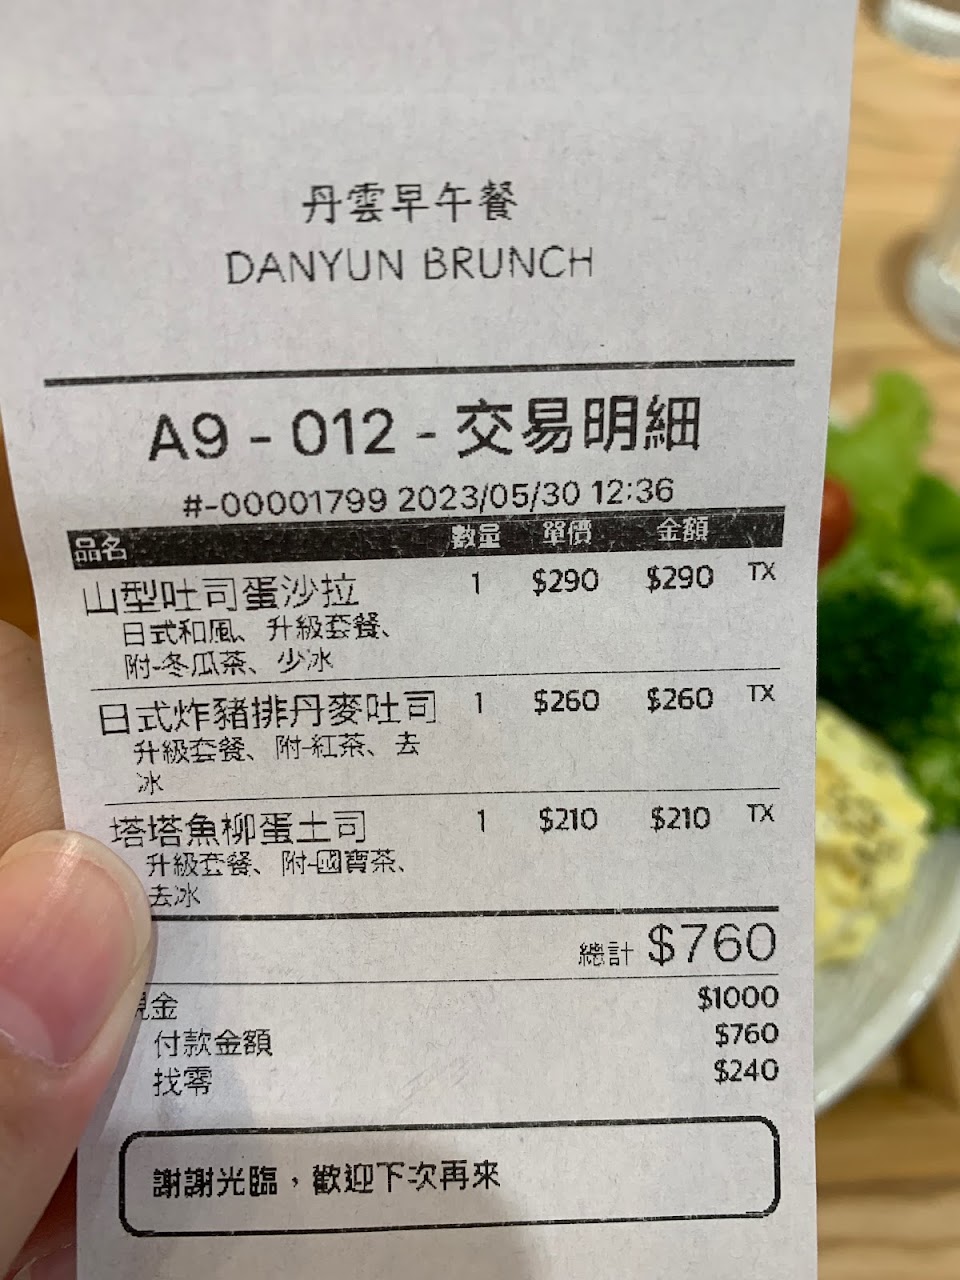 丹雲早午餐
DANYUN BRUNCH
A9 - 012 - 交易明細
#-00001799 2023/05/30 12:36
品名 數量 單價 金額
山型吐司蛋沙拉 1 $290 $290 TX
日式和風、升級套餐、
附-冬瓜茶、少冰
日式炸豬排丹麥吐司 1 $260 $260 TX
升級套餐、附-紅茶、去
冰
塔塔魚柳蛋土司 1 $210 $210 TX
升級套餐、附-國寶茶、
去冰
總計 $760
現金 $1000
付款金額 $760
找零 $240
謝謝光臨，歡迎下次再來